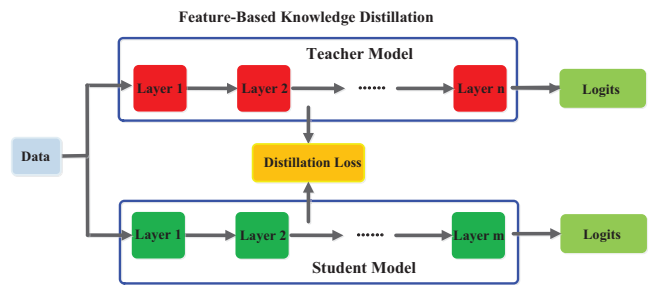 Feature-Based Knowledge Distillation
Teacher Model
Layer 1
Layer 2
......
Layer n
Logits
Data
Distillation Loss
Layer 1
Layer 2
......
Layer m
Logits
Student Model